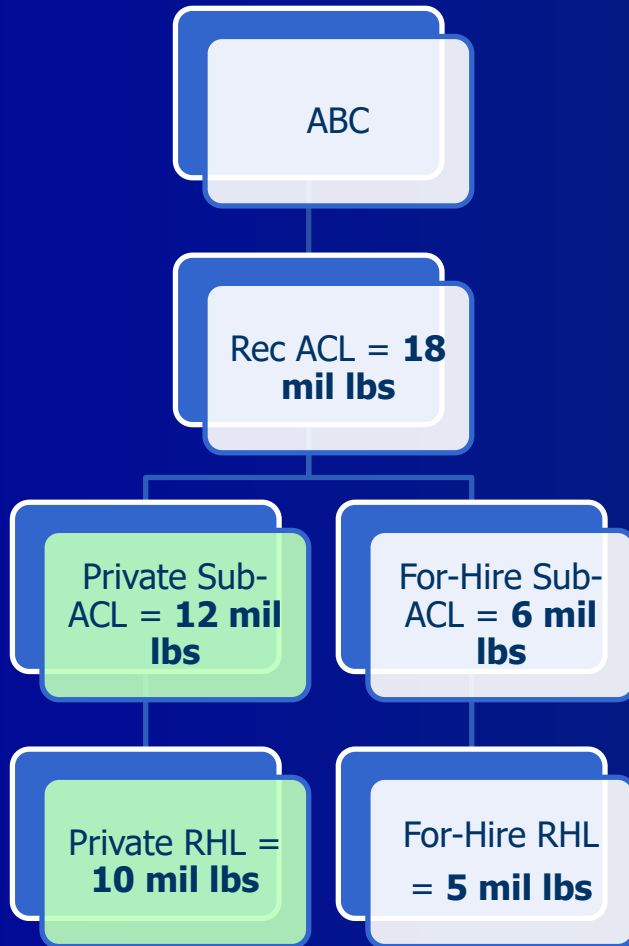 ABC
Rec ACL = 18
mil lbs
Private Sub-
ACL = 12 mil
lbs
For-Hire Sub-
ACL = 6 mil
lbs
Private RHL =
10 mil lbs
For-Hire RHL
= 5 mil lbs